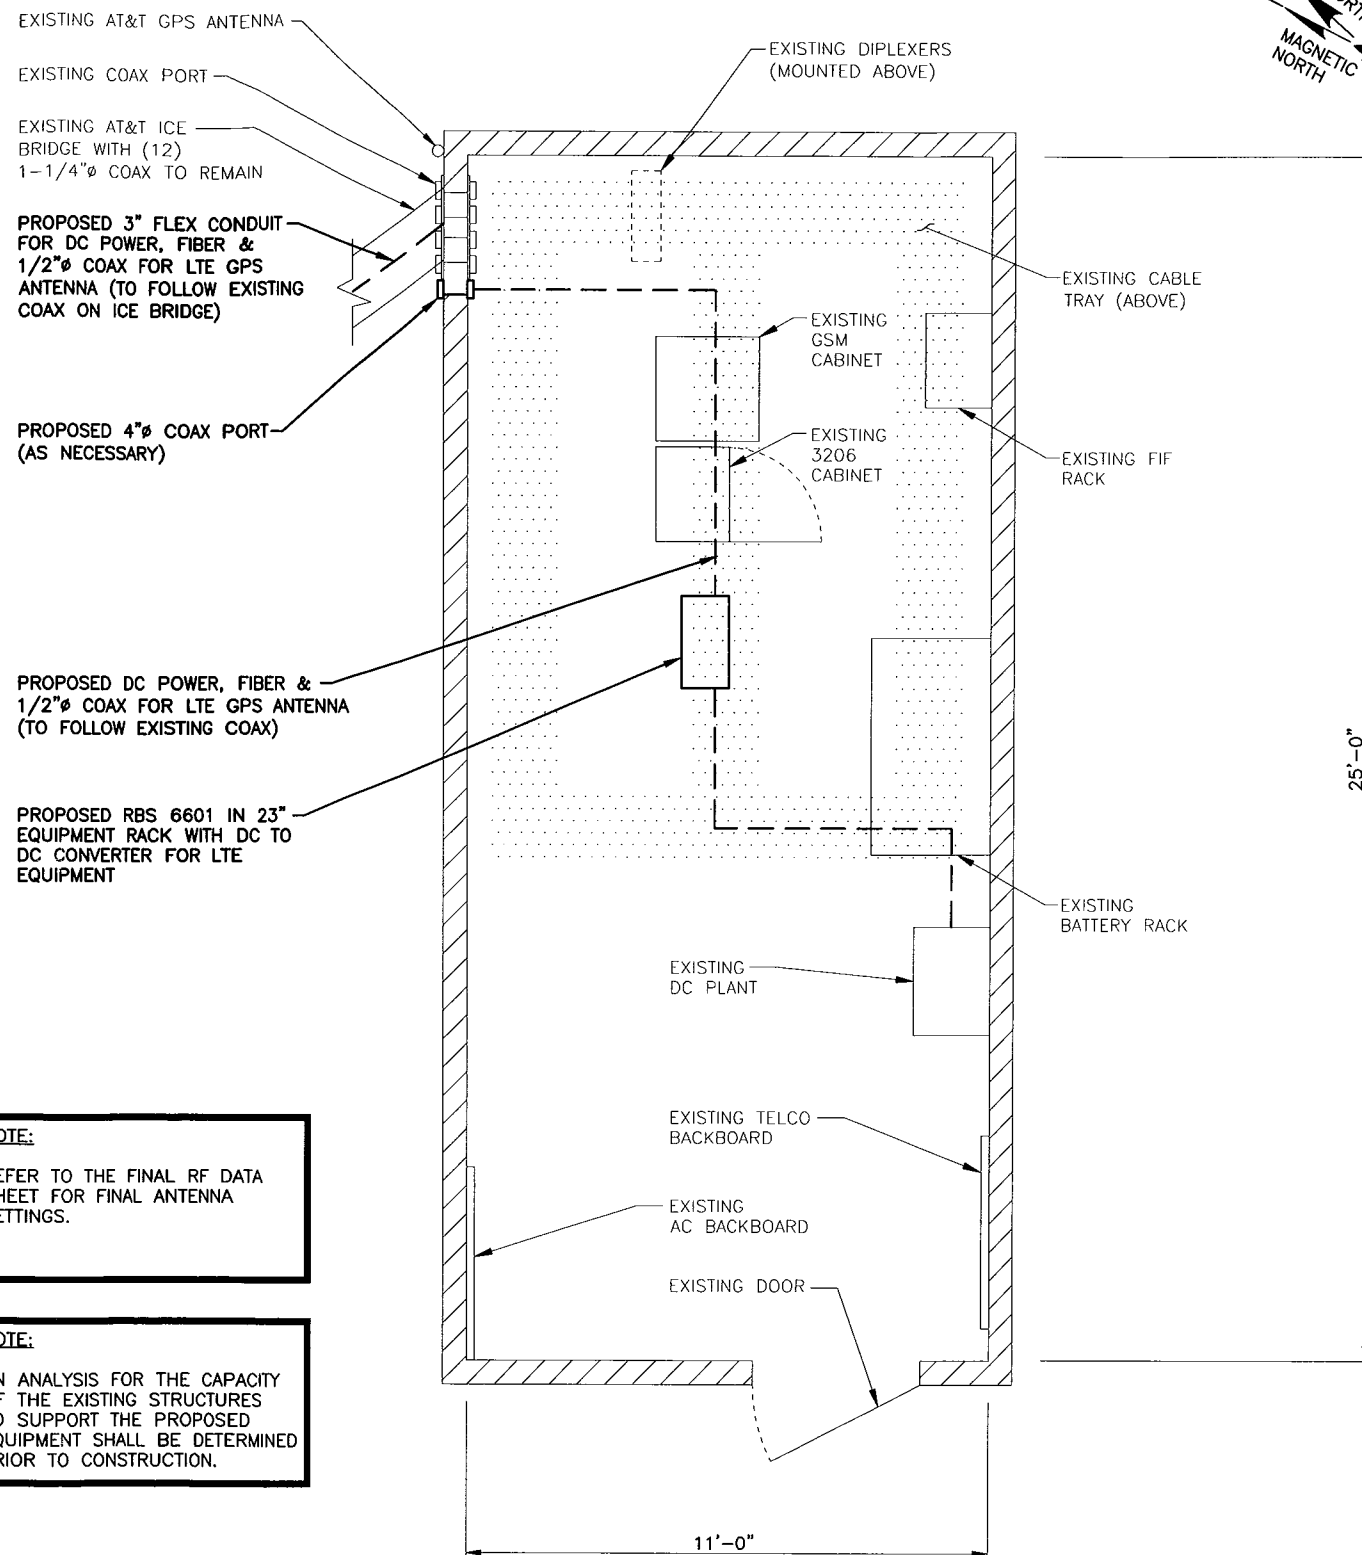 EXISTING AT&T GPS ANTENNA
EXISTING COAX PORT
EXISTING AT&T ICE
BRIDGE WITH (12)
1-1/4"ø COAX TO REMAIN
PROPOSED 3" FLEX CONDUIT
FOR DC POWER, FIBER &
1/2"ø COAX FOR LTE GPS
ANTENNA (TO FOLLOW EXISTING
COAX ON ICE BRIDGE)
PROPOSED 4"ø COAX PORT
(AS NECESSARY)
PROPOSED DC POWER, FIBER &
1/2"ø COAX FOR LTE GPS ANTENNA
(TO FOLLOW EXISTING COAX)
PROPOSED RBS 6601 IN 23"
EQUIPMENT RACK WITH DC TO
DC CONVERTER FOR LTE
EQUIPMENT
EXISTING DIPLEXERS
(MOUNTED ABOVE)
MAGNETIC
NORTH
EXISTING CABLE
TRAY (ABOVE)
EXISTING
GSM
CABINET
EXISTING
3206
CABINET
EXISTING FIF
RACK
25'-0"
EXISTING
BATTERY RACK
EXISTING
DC PLANT
EXISTING TELCO
BACKBOARD
EXISTING
AC BACKBOARD
EXISTING DOOR
11'-0"
OTE:
EFER TO THE FINAL RF DATA
HEET FOR FINAL ANTENNA
ETTINGS.
OTE:
N ANALYSIS FOR THE CAPACITY
F THE EXISTING STRUCTURES
O SUPPORT THE PROPOSED
QUIPMENT SHALL BE DETERMINED
RIOR TO CONSTRUCTION.